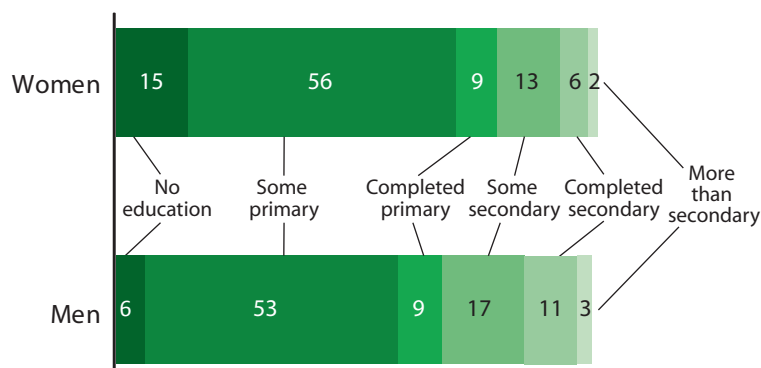 Women
15 56 9 13 6 2
No
education
Some
primary
Completed
primary
Some
secondary
Completed
secondary
More
than
secondary
Men
6 53 9 17 11 3